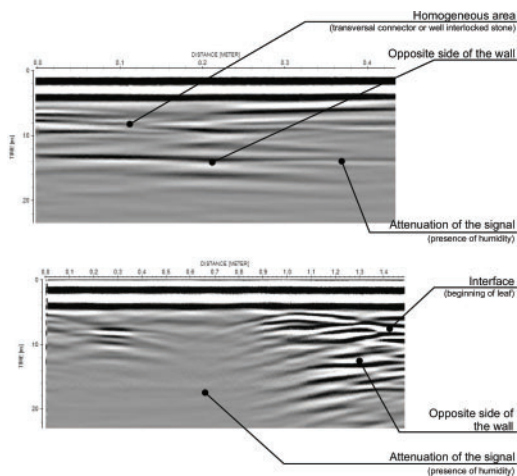 Homogeneous area
(transversal connector or well interlocked stone)
Opposite side of the wall
DISTANCE [METER]
0,0 0,1 0,2 0,3 0,4
0
10
20
TIME [ns]
Attenuation of the signal
(presence of humidity)
DISTANCE [METER]
0,0 0,1 0,2 0,3 0,4 0,5 0,6 0,7 0,8 0,9 1,0 1,1 1,2 1,3 1,4
0
10
20
TIME [ns]
Interface
(beginning of leaf)
Opposite side of
the wall
Attenuation of the signal
(presence of humidity)